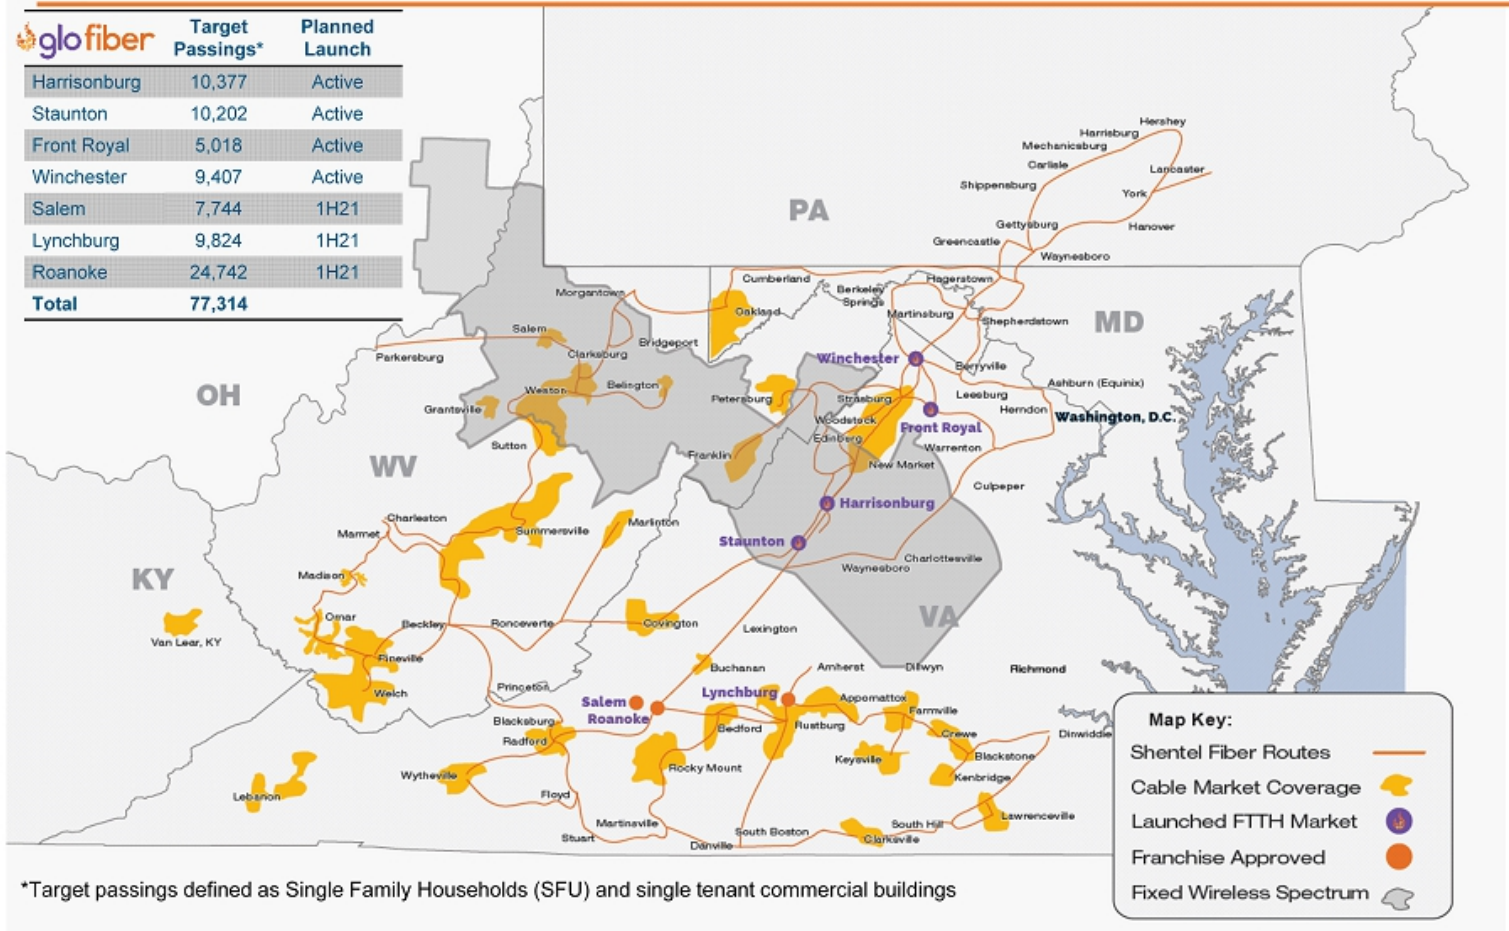 glo fiber Target Passings* Planned Launch
Harrisonburg 10,377 Active
Staunton 10,202 Active
Front Royal 5,018 Active
Winchester 9,407 Active
Salem 7,744 1H21
Lynchburg 9,824 1H21
Roanoke 24,742 1H21
Total 77,314
Hershey
Harrisburg
Mechanicsburg
Carlisle
Lancaster
Shippensburg
York
PA
Gettysburg
Hanover
Greencastle
Waynesboro
Cumberland
Hagerstown
Morgantown
Berkeley
Springs
Oakland
Martinsburg
Shepherdstown
MD
Salem
Bridgeport
Parkersburg
Clarksburg
Winchester
Berryville
OH
Weston
Belington
Ashburn (Equinix)
Petersburg
Strasburg
Leesburg
Grantsville
Herndon
Washington, D.C.
Woodstock
Front Royal
Edinberg
Sutton
Warrenton
Franklin
New Market
WV
Culpeper
Harrisonburg
Charleston
Marlinton
Summersville
Marmet
Staunton
Charlottesville
Waynesboro
KY
Madison
Omar
VA
Beckley
Ronceverte
Covington
Lexington
Van Lear, KY
Pineville
Buchanan
Amherst
Dillwyn
Richmond
Princeton
Welch
Lynchburg
Salem
Appomattox
Roanoke
Farmville
Blacksburg
Bedford
Rustburg
Radford
Crewe
Dinwiddie
Keysville
Blackstone
Rocky Mount
Wytheville
Kenbridge
Lebanon
Floyd
Martinsville
South Hill
Lawrenceville
Stuart
South Boston
Danville
Clarksville
Map Key:
Shentel Fiber Routes
Cable Market Coverage
Launched FTTH Market
Franchise Approved
Fixed Wireless Spectrum
*Target passings defined as Single Family Households (SFU) and single tenant commercial buildings